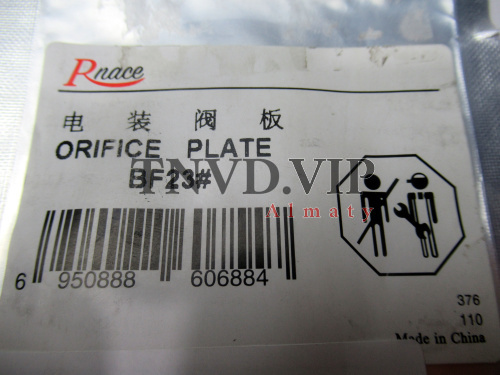 Rnace
电装阀板
ORIFICE PLATE
BF23#
TNVD.VIP
Almaty
6 950888 606884
376
110
Made in China